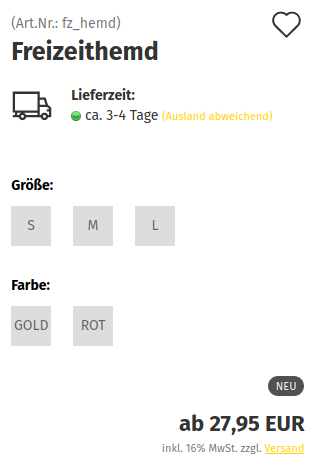 (Art.Nr.: fz_hemd)
Freizeithemd
Lieferzeit:
ca. 3-4 Tage (Ausland abweichend)
Größe:
S M L
Farbe:
GOLD ROT
NEU
ab 27,95 EUR
inkl. 16% MwSt. zzgl. Versand